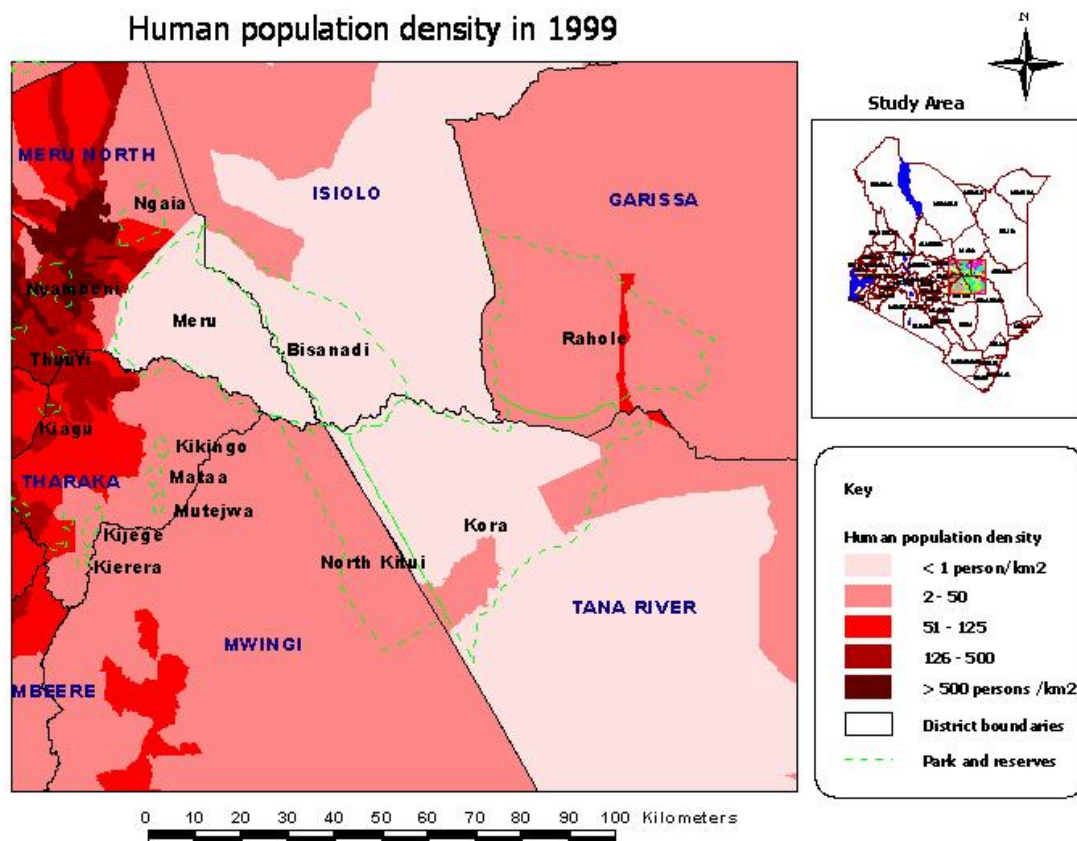 Human population density in 1999
N
Study Area
MERU NORTH
Ngaia
ISIOLO
GARISSA
Nyambeni
Meru
Bisanadi
Rahole
Thuuri
Kiagu
Kikingo
THARAKA
Mataa
Mutejwa
Kora
Kijege
North Kitui
Kierera
TANA RIVER
MWINGI
MBEERE
Key
Human population density
< 1 person/km2
2 - 50
51 - 125
126 - 500
> 500 persons /km2
District boundaries
Park and reserves
0 10 20 30 40 50 60 70 80 90 100 Kilometers